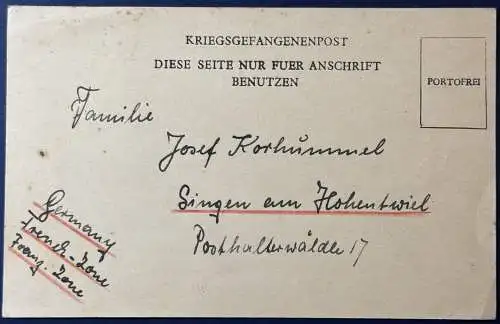 KRIEGSGEFANGENENPOST
DIESE SEITE NUR FUER ANSCHRIFT
BENUTZEN
PORTOFREI
Familie
Josef Korhummel
Singen am Hohentwiel
Posthalterwäldle 17
Germany
French-Zone
Franz. Zone